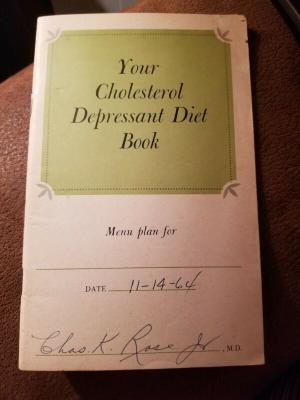 Your
Cholesterol
Depressant Diet
Book
Menu plan for
DATE 11-14-64
Chas. K. Rose Jr , M.D.